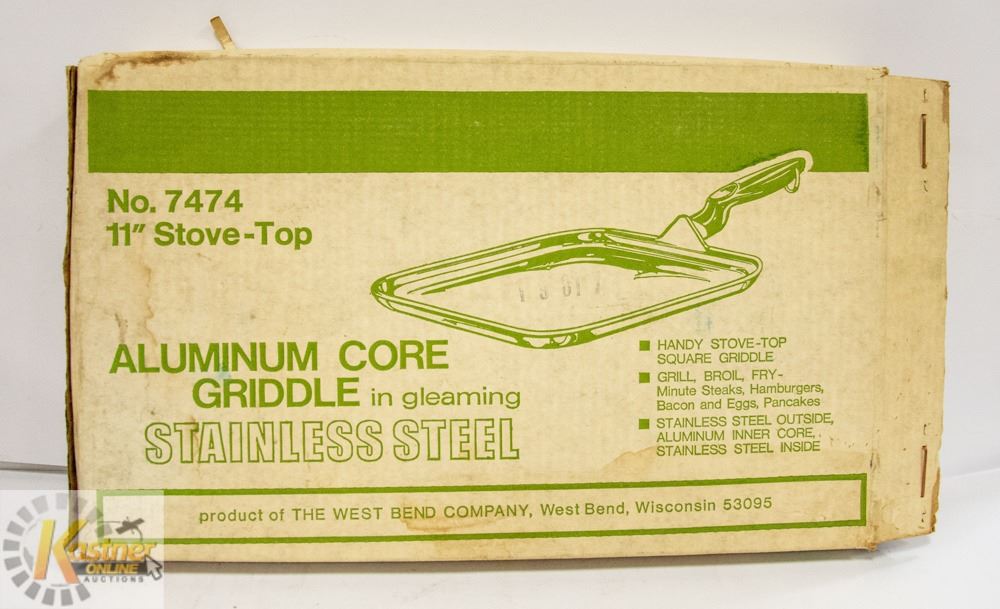 No. 7474
11" Stove-Top
ALUMINUM CORE
GRIDDLE in gleaming
STAINLESS STEEL
■ HANDY STOVE-TOP
SQUARE GRIDDLE
■ GRILL, BROIL, FRY-
Minute Steaks, Hamburgers,
Bacon and Eggs, Pancakes
■ STAINLESS STEEL OUTSIDE,
ALUMINUM INNER CORE,
STAINLESS STEEL INSIDE
product of THE WEST BEND COMPANY, West Bend, Wisconsin 53095
Kastner
ONLINE
AUCTIONS